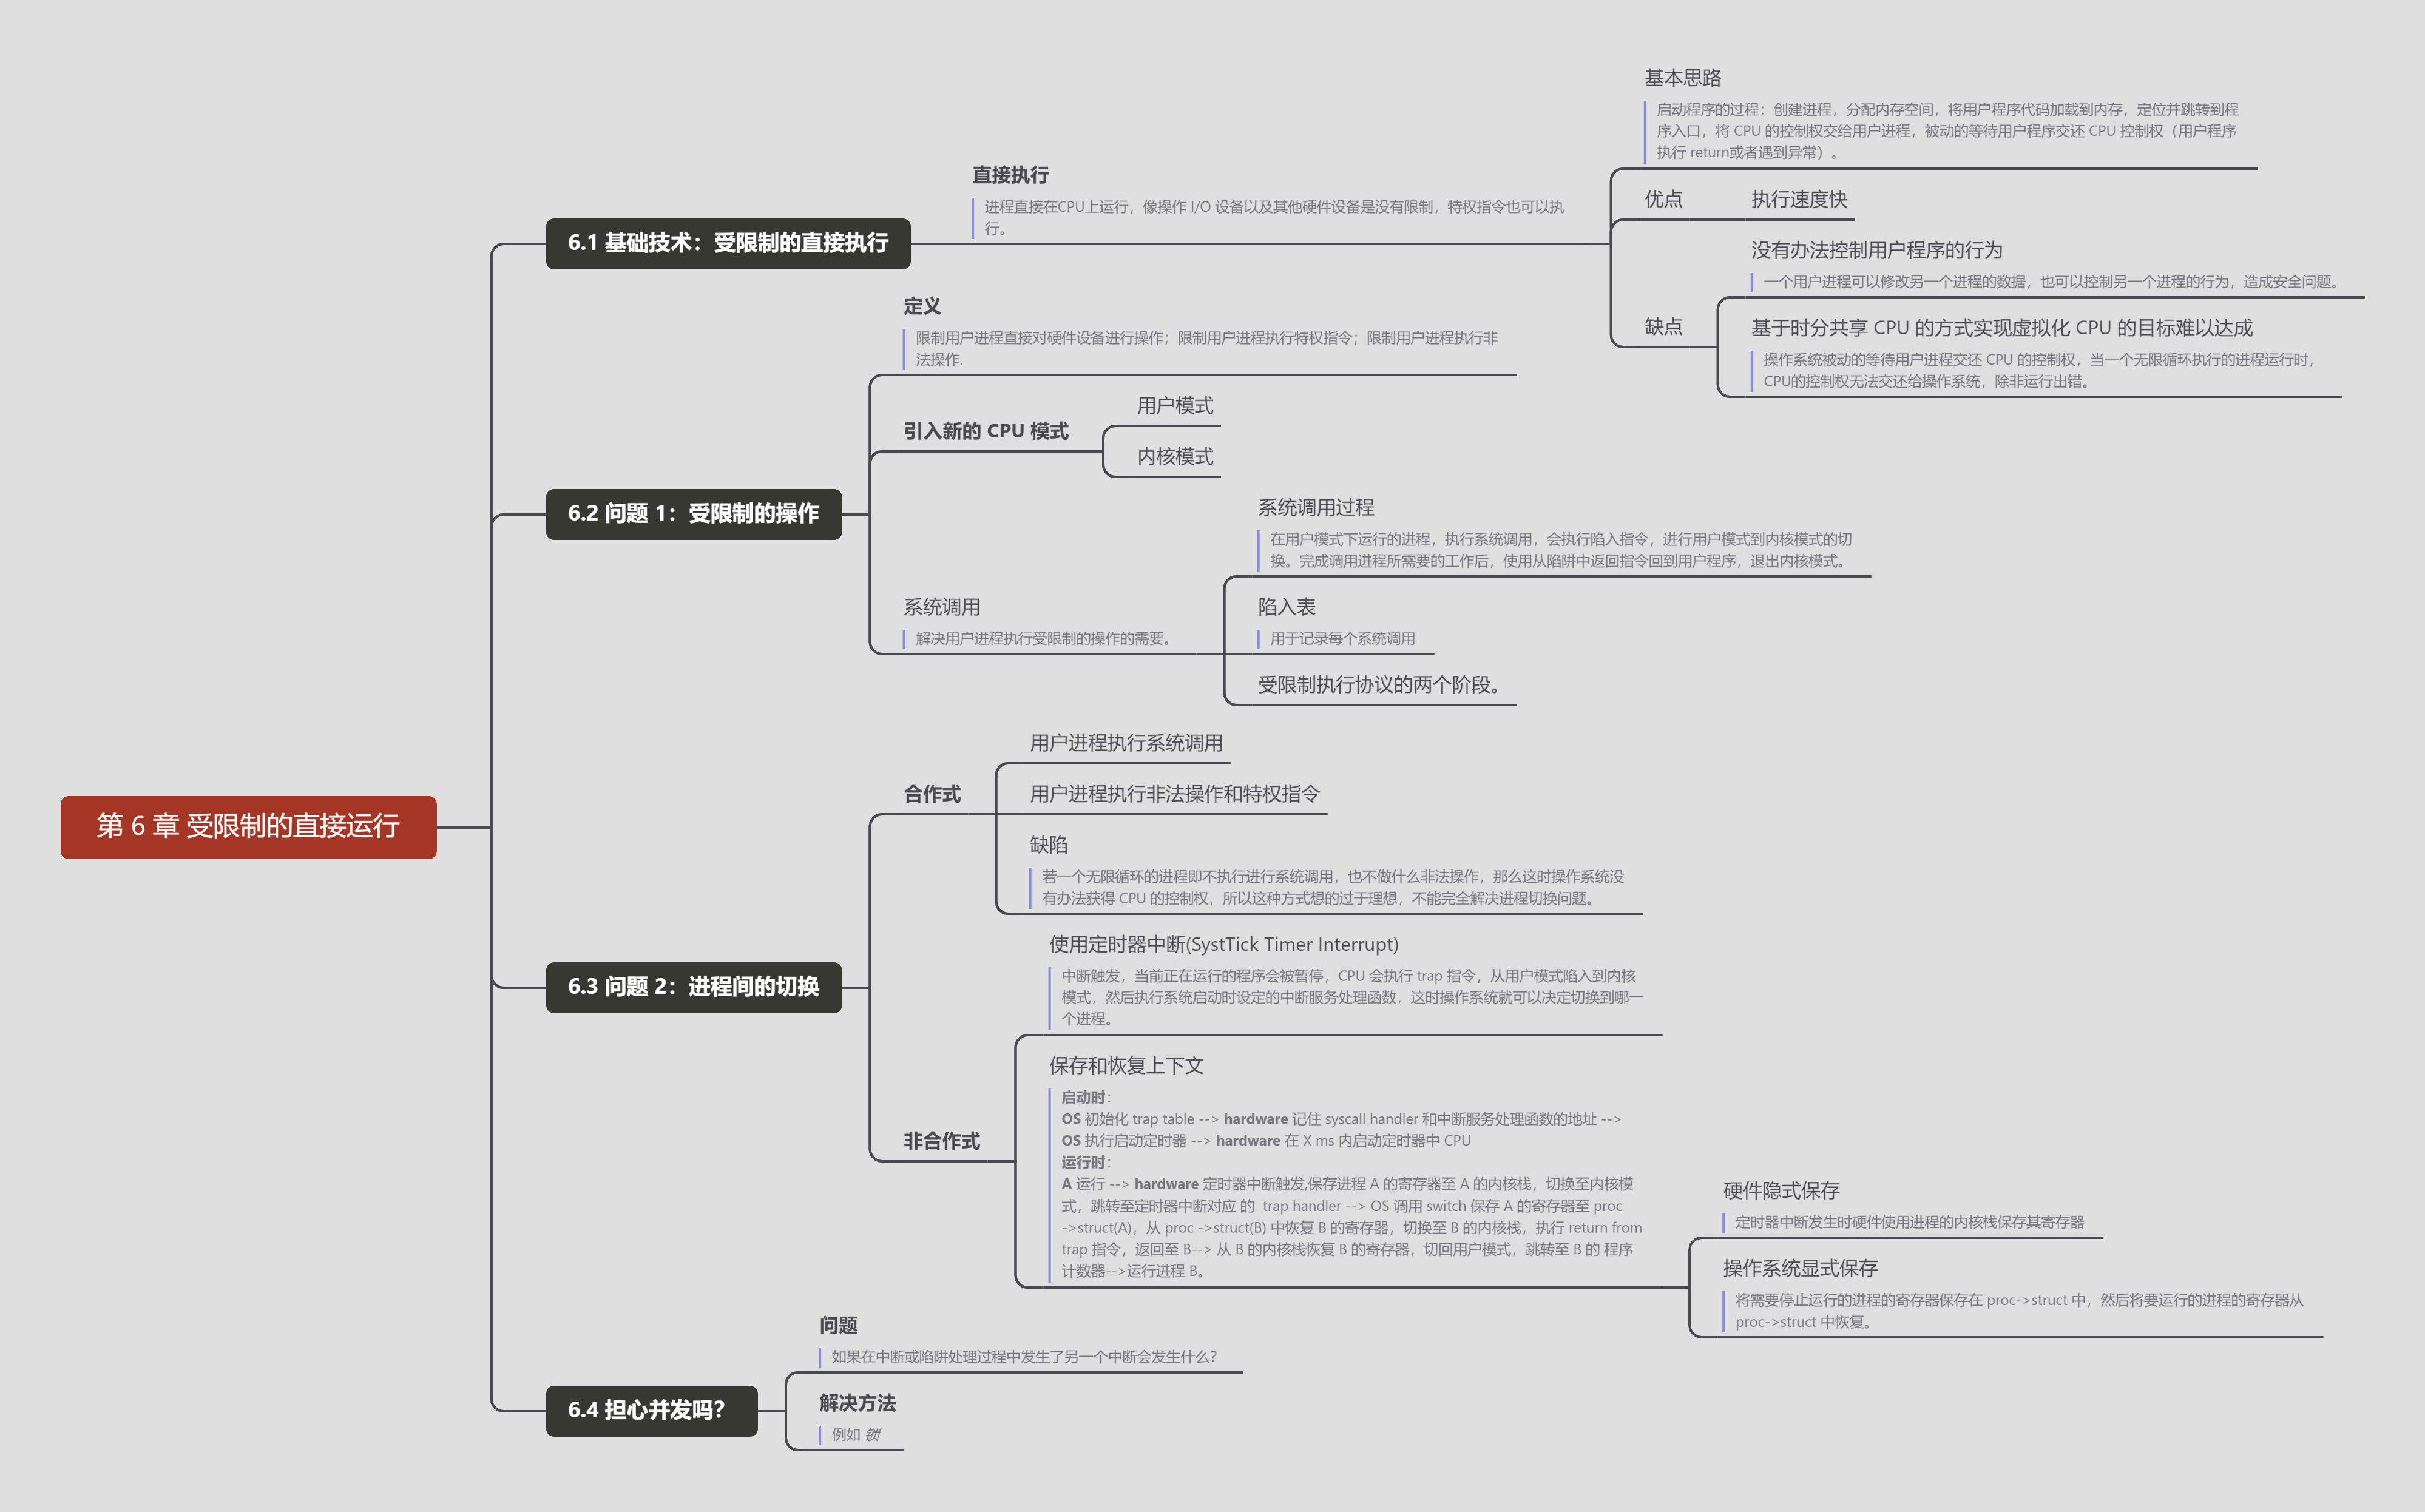 第 6 章 受限制的直接运行
6.1 基础技术：受限制的直接执行
直接执行
进程直接在CPU上运行，像操作 I/O 设备以及其他硬件设备是没有限制，特权指令也可以执
行。
基本思路
启动程序的过程：创建进程，分配内存空间，将用户程序代码加载到内存，定位并跳转到程
序入口，将 CPU 的控制权交给用户进程，被动的等待用户程序交还 CPU 控制权（用户程序
执行 return或者遇到异常）。
优点
执行速度快
缺点
没有办法控制用户程序的行为
一个用户进程可以修改另一个进程的数据，也可以控制另一个进程的行为，造成安全问题。
基于时分共享 CPU 的方式实现虚拟化 CPU 的目标难以达成
操作系统被动的等待用户进程交还 CPU 的控制权，当一个无限循环执行的进程运行时，
CPU的控制权无法交还给操作系统，除非运行出错。
6.2 问题 1：受限制的操作
定义
限制用户进程直接对硬件设备进行操作；限制用户进程执行特权指令；限制用户进程执行非
法操作.
引入新的 CPU 模式
用户模式
内核模式
系统调用
解决用户进程执行受限制的操作的需要。
系统调用过程
在用户模式下运行的进程，执行系统调用，会执行陷入指令，进行用户模式到内核模式的切
换。完成调用进程所需要的工作后，使用从陷阱中返回指令回到用户程序，退出内核模式。
陷入表
用于记录每个系统调用
受限制执行协议的两个阶段。
6.3 问题 2：进程间的切换
合作式
用户进程执行系统调用
用户进程执行非法操作和特权指令
缺陷
若一个无限循环的进程即不执行进行系统调用，也不做什么非法操作，那么这时操作系统没
有办法获得 CPU 的控制权，所以这种方式想的过于理想，不能完全解决进程切换问题。
非合作式
使用定时器中断(SystTick Timer Interrupt)
中断触发，当前正在运行的程序会被暂停，CPU 会执行 trap 指令，从用户模式陷入到内核
模式，然后执行系统启动时设定的中断服务处理函数，这时操作系统就可以决定切换到哪一
个进程。
保存和恢复上下文
启动时：
OS 初始化 trap table --> hardware 记住 syscall handler 和中断服务处理函数的地址 -->
OS 执行启动定时器 --> hardware 在 X ms 内启动定时器中 CPU
运行时：
A 运行 --> hardware 定时器中断触发,保存进程 A 的寄存器至 A 的内核栈，切换至内核模
式，跳转至定时器中断对应 的 trap handler --> OS 调用 switch 保存 A 的寄存器至 proc
->struct(A)，从 proc ->struct(B) 中恢复 B 的寄存器，切换至 B 的内核栈，执行 return from
trap 指令，返回至 B--> 从 B 的内核栈恢复 B 的寄存器，切回用户模式，跳转至 B 的 程序
计数器-->运行进程 B。
硬件隐式保存
定时器中断发生时硬件使用进程的内核栈保存其寄存器
操作系统显式保存
将需要停止运行的进程的寄存器保存在 proc->struct 中，然后将要运行的进程的寄存器从
proc->struct 中恢复。
6.4 担心并发吗？
问题
如果在中断或陷阱处理过程中发生了另一个中断会发生什么？
解决方法
例如 锁